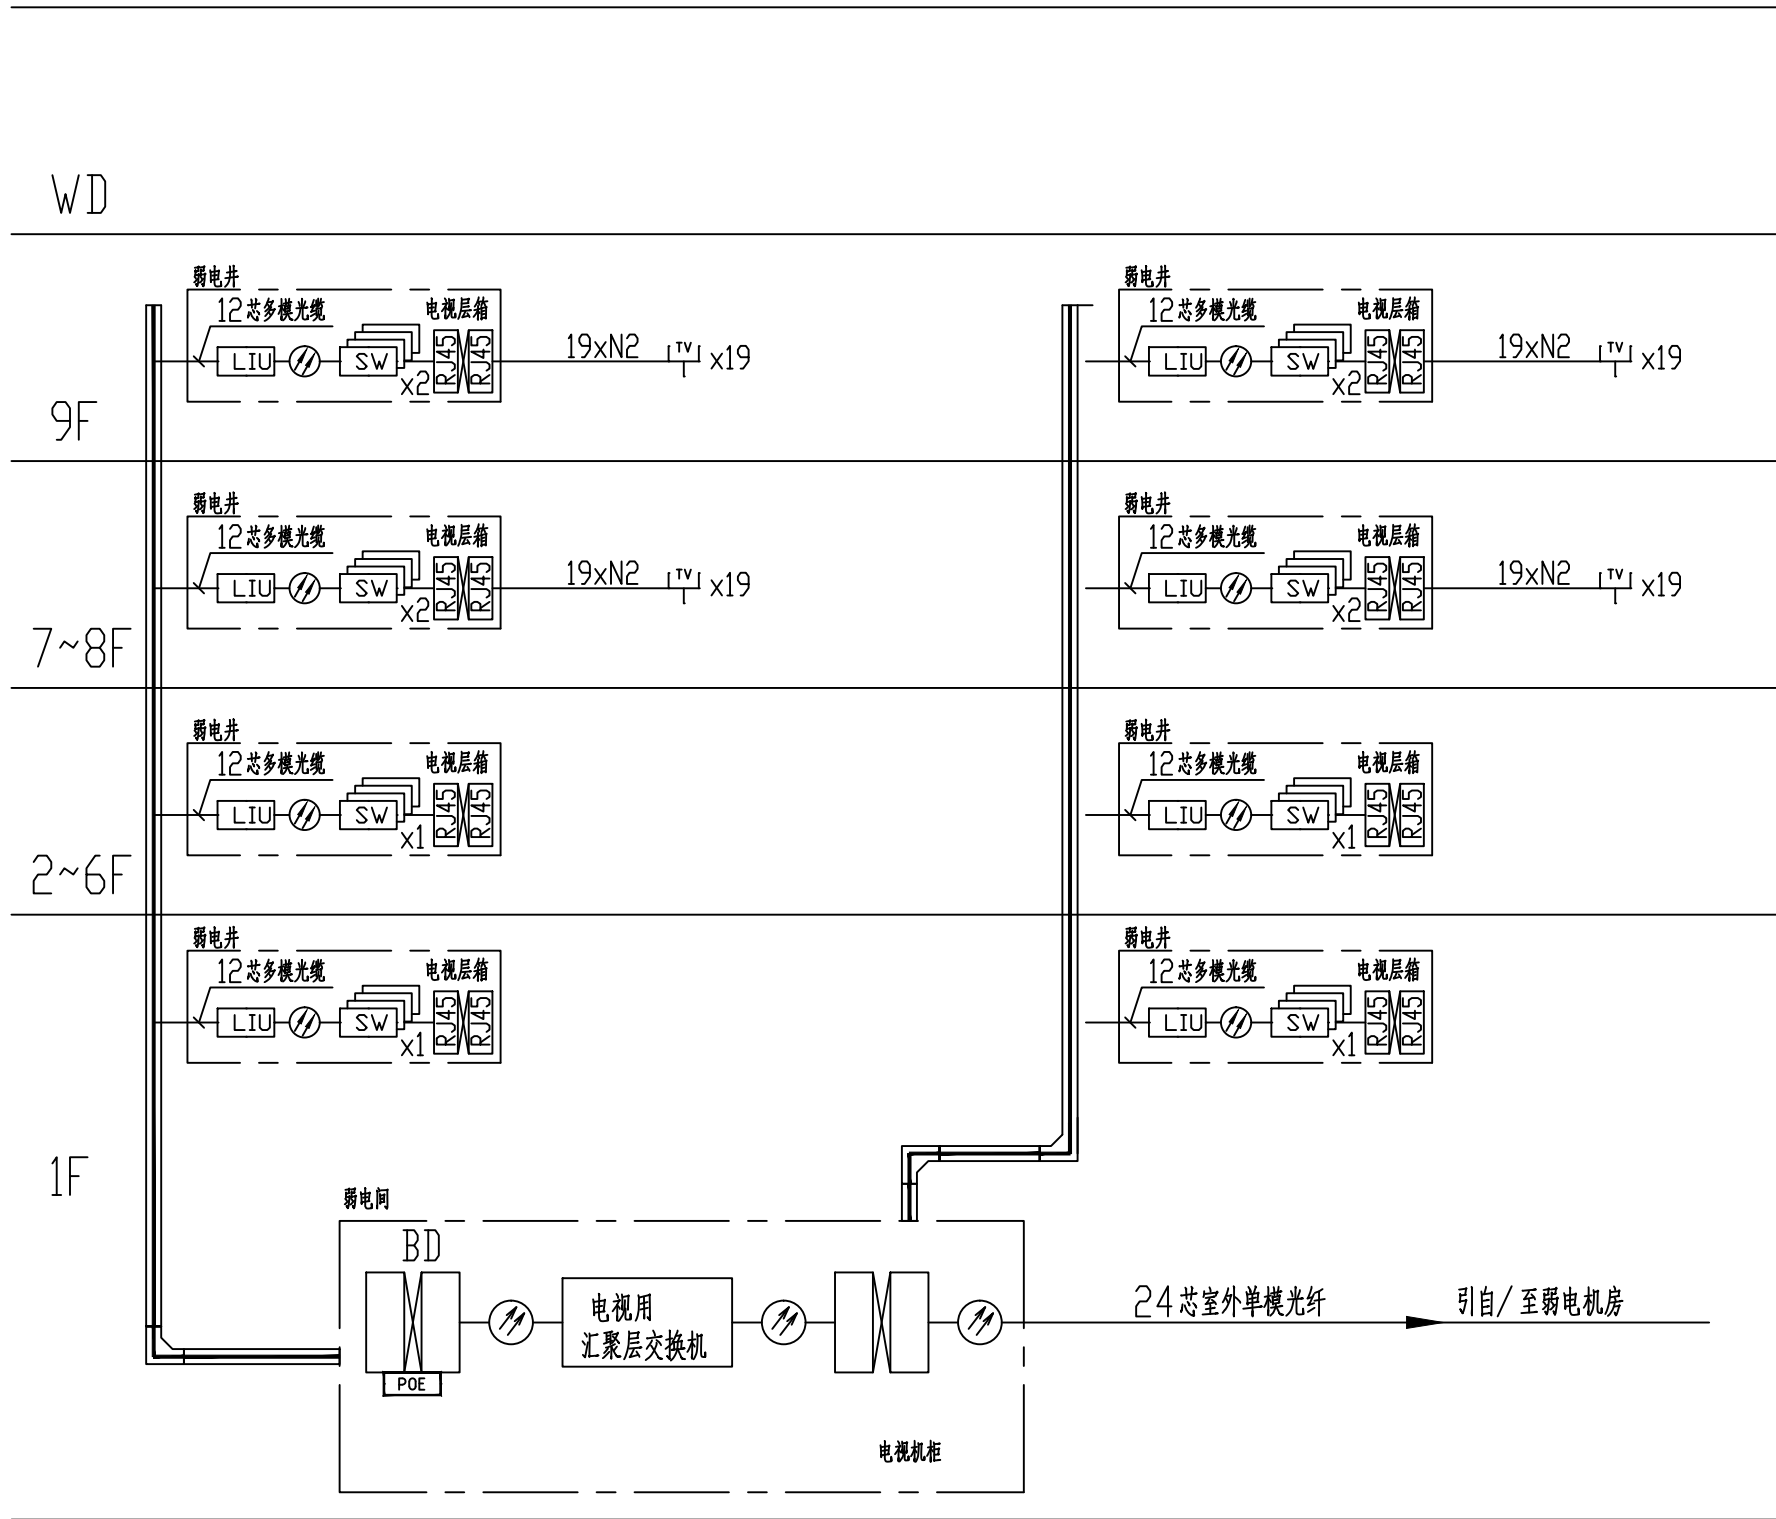 WD
弱电井
12芯多模光缆
电视层箱
LIU
SW
x2
RJ45
RJ45
19xN2
TV
x19
弱电井
12芯多模光缆
电视层箱
LIU
SW
x2
RJ45
RJ45
19xN2
TV
x19
9F
弱电井
12芯多模光缆
电视层箱
LIU
SW
x2
RJ45
RJ45
19xN2
TV
x19
弱电井
12芯多模光缆
电视层箱
LIU
SW
x2
RJ45
RJ45
19xN2
TV
x19
7~8F
弱电井
12芯多模光缆
电视层箱
LIU
SW
x1
RJ45
RJ45
弱电井
12芯多模光缆
电视层箱
LIU
SW
x1
RJ45
RJ45
2~6F
弱电井
12芯多模光缆
电视层箱
LIU
SW
x1
RJ45
RJ45
弱电井
12芯多模光缆
电视层箱
LIU
SW
x1
RJ45
RJ45
1F
弱电间
BD
POE
电视用
汇聚层交换机
24芯室外单模光纤
引自/至弱电机房
电视机柜